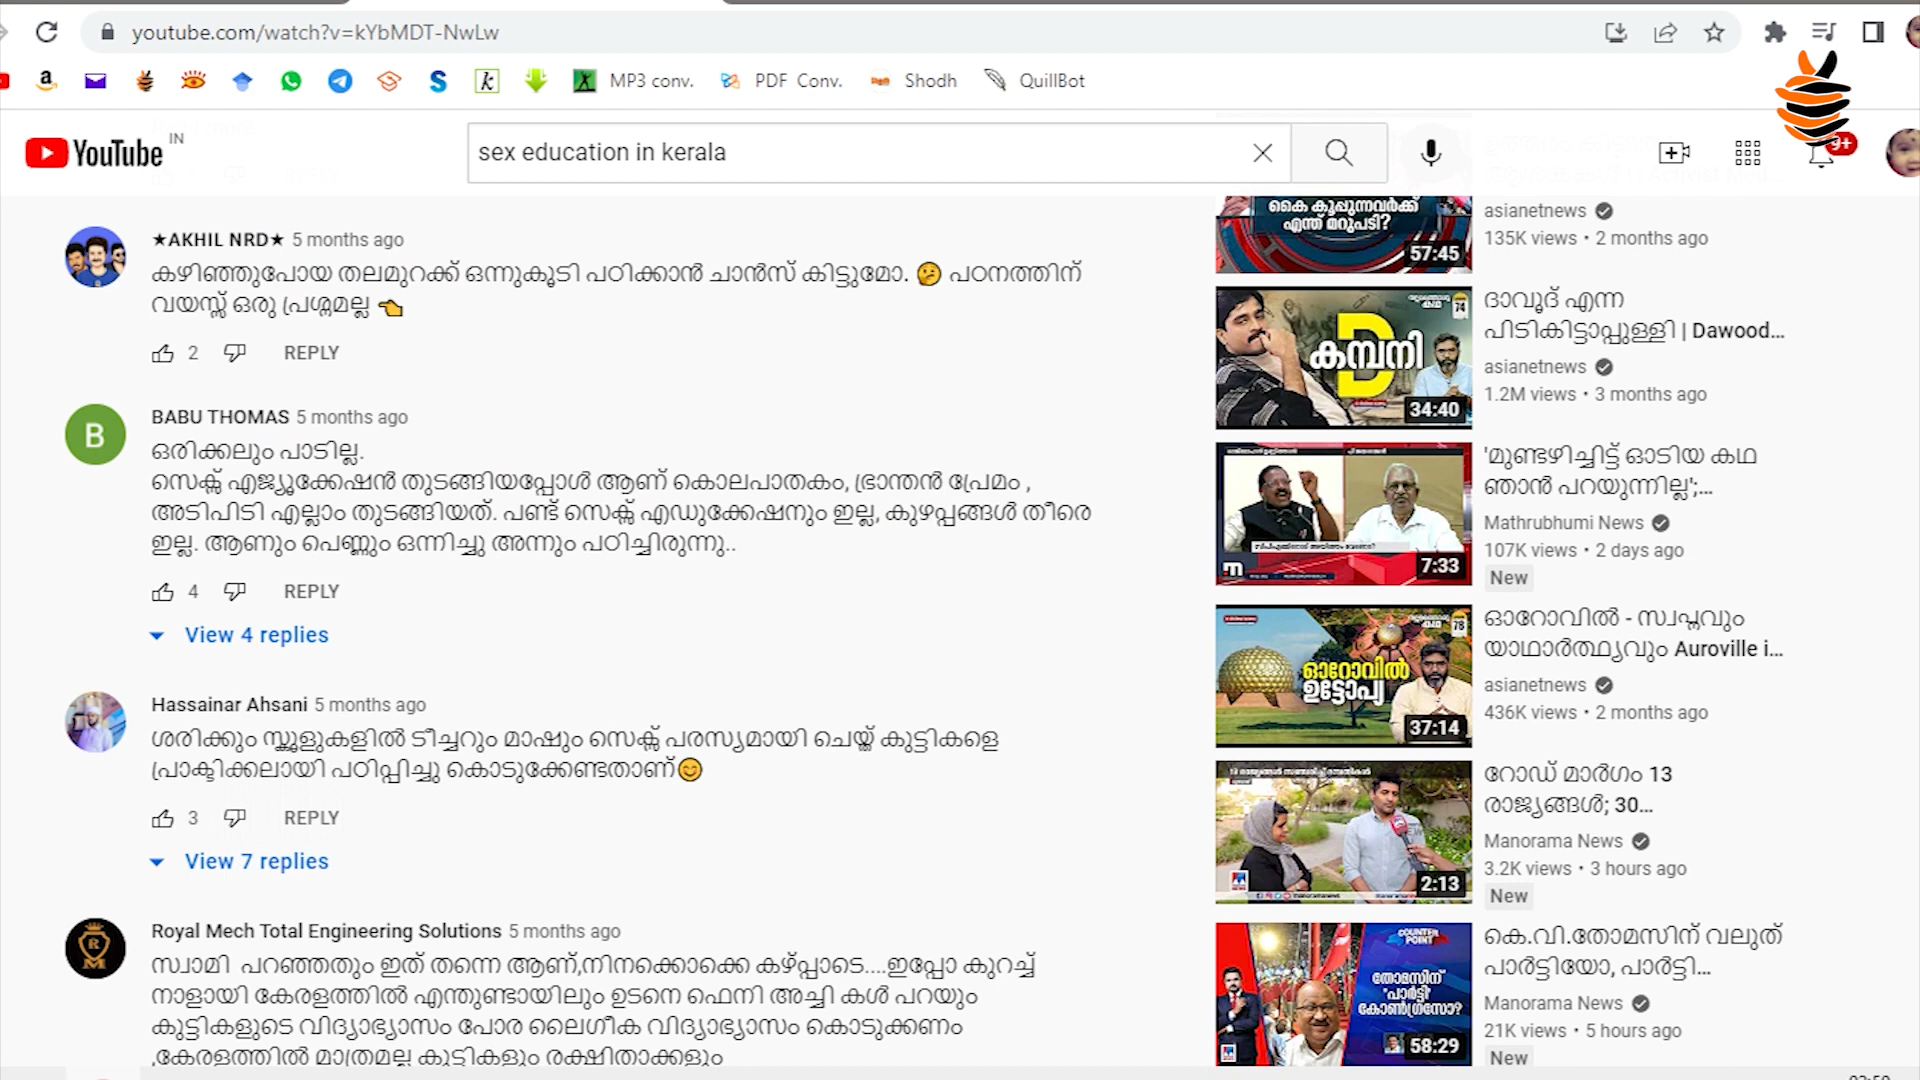 youtube.com/watch?v=kYbMDT-NwLw
MP3 conv.
PDF Conv.
Shodh
QuillBot
YouTube IN
sex education in kerala
9+
★AKHIL NRD★ 5 months ago
കഴിഞ്ഞുപോയ തലമുറക്ക് ഒന്നുകൂടി പഠിക്കാൻ ചാൻസ് കിട്ടുമോ. 🤔 പഠനത്തിന്
വയസ്സ് ഒരു പ്രശ്നമല്ല 👈
2 REPLY
B
BABU THOMAS 5 months ago
ഒരിക്കലും പാടില്ല.
സെക്സ് എജ്യൂക്കേഷൻ തുടങ്ങിയപ്പോൾ ആണ് കൊലപാതകം, ഭ്രാന്തൻ പ്രേമം ,
അടിപിടി എല്ലാം തുടങ്ങിയത്. പണ്ട് സെക്സ് എഡുക്കേഷനും ഇല്ല, കുഴപ്പങ്ങൾ തീരെ
ഇല്ല. ആണും പെണ്ണും ഒന്നിച്ചു അന്നും പഠിച്ചിരുന്നു..
4 REPLY
View 4 replies
Hassainar Ahsani 5 months ago
ശരിക്കും സ്കൂളുകളിൽ ടീച്ചറും മാഷും സെക്സ് പരസ്യമായി ചെയ്ത് കുട്ടികളെ
പ്രാക്ടിക്കലായി പഠിപ്പിച്ചു കൊടുക്കേണ്ടതാണ്😊
3 REPLY
View 7 replies
Royal Mech Total Engineering Solutions 5 months ago
സ്വാമി പറഞ്ഞതും ഇത് തന്നെ ആണ്,നിനക്കൊക്കെ കഴ്പ്പാടെ....ഇപ്പോ കുറച്ച്
നാളായി കേരളത്തിൽ എന്തുണ്ടായിലും ഉടനെ ഫെനി അച്ചി കൾ പറയും
കുട്ടികളുടെ വിദ്യാഭ്യാസം പോര ലൈഗീക വിദ്യാഭ്യാസം കൊടുക്കണം
,കേരളത്തിൽ മാത്രമല്ല കുട്ടികളും രക്ഷിതാക്കളും
കൈ കൂപ്പുന്നവർക്ക്
എന്ത് മറുപടി?
57:45
asianetnews
135K views • 2 months ago
D
കമ്പനി
74
34:40
ദാവൂദ് എന്ന
പിടികിട്ടാപ്പുള്ളി | Dawood...
asianetnews
1.2M views • 3 months ago
7:33
'മുണ്ടഴിച്ചിട്ട് ഓടിയ കഥ
ഞാൻ പറയുന്നില്ല';...
Mathrubhumi News
107K views • 2 days ago
New
78
ഓറോവിൽ
ഉട്ടോപ്യ
37:14
ഓറോവിൽ - സ്വപ്നവും
യാഥാർത്ഥ്യവും Auroville i...
asianetnews
436K views • 2 months ago
2:13
റോഡ് മാർഗം 13
രാജ്യങ്ങൾ; 30...
Manorama News
3.2K views • 3 hours ago
New
COUNTER
POINT
തോമസിന്
'പാർട്ടി'
കോൺഗ്രസോ?
58:29
കെ.വി.തോമസിന് വലുത്
പാർട്ടിയോ, പാർട്ടി...
Manorama News
21K views • 5 hours ago
New